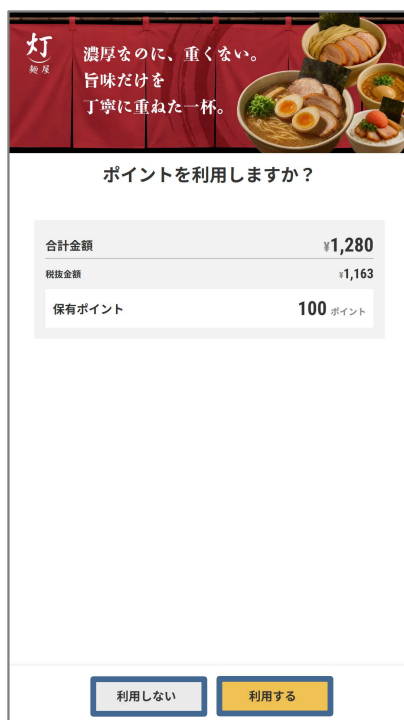 灯
麺屋
濃厚なのに、重くない。
旨味だけを
丁寧に重ねた一杯。
ポイントを利用しますか？
合計金額 ¥1,280
税抜金額 ¥1,163
保有ポイント 100 ポイント
利用しない 利用する